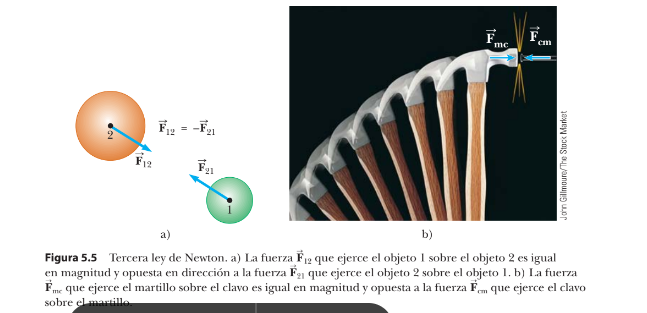 F⃗mc F⃗cm
2
F⃗12 = −F⃗21
F⃗12
F⃗21
1
John Gillmoure/The Stock Market
a) b)
Figura 5.5 Tercera ley de Newton. a) La fuerza F⃗12 que ejerce el objeto 1 sobre el objeto 2 es igual
en magnitud y opuesta en dirección a la fuerza F⃗21 que ejerce el objeto 2 sobre el objeto 1. b) La fuerza
F⃗mc que ejerce el martillo sobre el clavo es igual en magnitud y opuesta a la fuerza F⃗cm que ejerce el clavo
sobre el martillo.